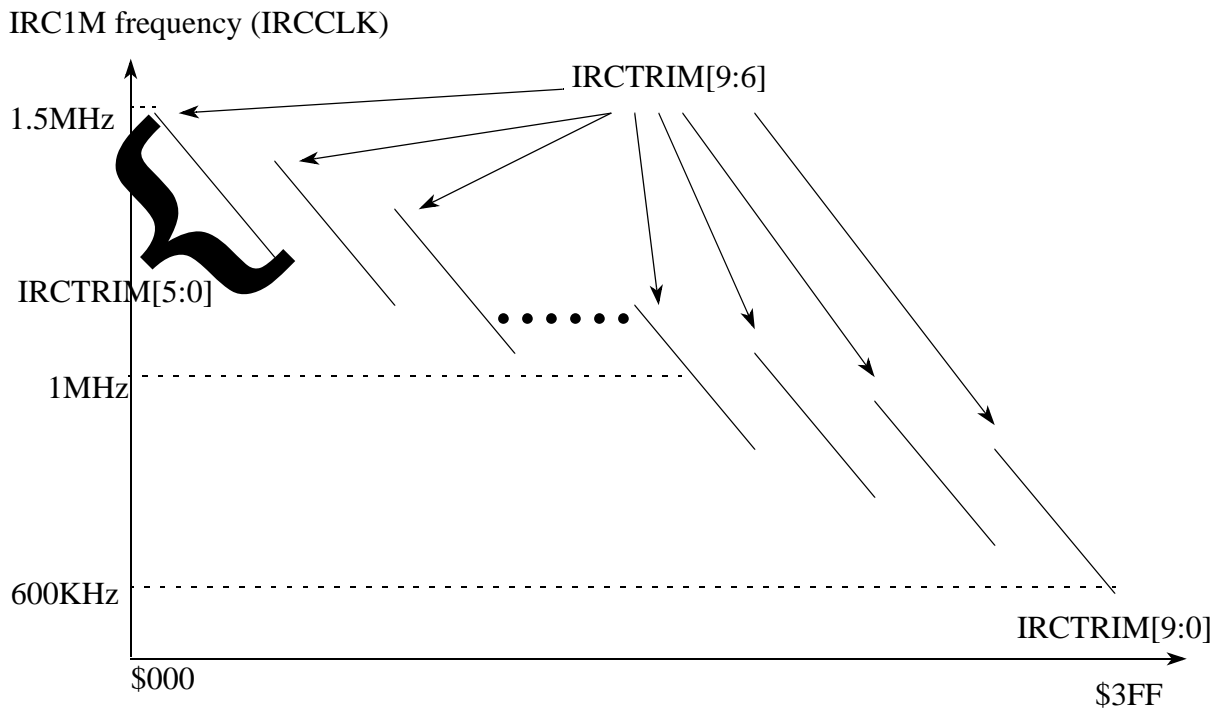 IRC1M frequency (IRCCLK)
IRCTRIM[9:6]
1.5MHz
IRCTRIM[5:0]
1MHz
600KHz
IRCTRIM[9:0]
$000
$3FF